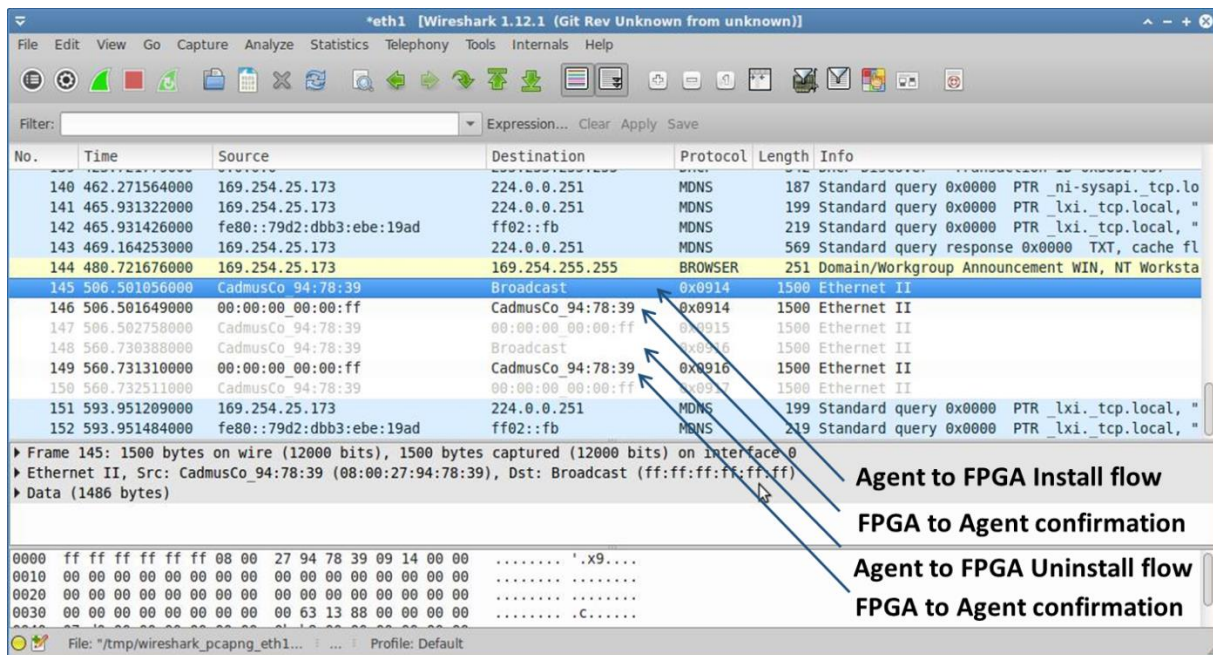 *eth1 [Wireshark 1.12.1 (Git Rev Unknown from unknown)]
File Edit View Go Capture Analyze Statistics Telephony Tools Internals Help
Filter: Expression... Clear Apply Save
No. Time Source Destination Protocol Length Info
140 462.271564000 169.254.25.173 224.0.0.251 MDNS 187 Standard query 0x0000 PTR _ni-sysapi._tcp.lo
141 465.931322000 169.254.25.173 224.0.0.251 MDNS 199 Standard query 0x0000 PTR _lxi._tcp.local, "
142 465.931426000 fe80::79d2:dbb3:ebe:19ad ff02::fb MDNS 219 Standard query 0x0000 PTR _lxi._tcp.local, "
143 469.164253000 169.254.25.173 224.0.0.251 MDNS 569 Standard query response 0x0000 TXT, cache fl
144 480.721676000 169.254.25.173 169.254.255.255 BROWSER 251 Domain/Workgroup Announcement WIN, NT Worksta
145 506.501056000 CadmusCo_94:78:39 Broadcast 0x0914 1500 Ethernet II
146 506.501649000 00:00:00_00:00:ff CadmusCo_94:78:39 0x0914 1500 Ethernet II
147 506.502758000 CadmusCo_94:78:39 00:00:00_00:00:ff 0x0915 1500 Ethernet II
148 560.730388000 CadmusCo_94:78:39 Broadcast 0x0916 1500 Ethernet II
149 560.731310000 00:00:00_00:00:ff CadmusCo_94:78:39 0x0916 1500 Ethernet II
150 560.732511000 CadmusCo_94:78:39 00:00:00_00:00:ff 0x0917 1500 Ethernet II
151 593.951209000 169.254.25.173 224.0.0.251 MDNS 199 Standard query 0x0000 PTR _lxi._tcp.local, "
152 593.951484000 fe80::79d2:dbb3:ebe:19ad ff02::fb MDNS 219 Standard query 0x0000 PTR _lxi._tcp.local, "
Frame 145: 1500 bytes on wire (12000 bits), 1500 bytes captured (12000 bits) on interface 0
Ethernet II, Src: CadmusCo_94:78:39 (08:00:27:94:78:39), Dst: Broadcast (ff:ff:ff:ff:ff:ff)
Data (1486 bytes)
Agent to FPGA Install flow
FPGA to Agent confirmation
Agent to FPGA Uninstall flow
FPGA to Agent confirmation
0000 ff ff ff ff ff ff 08 00 27 94 78 39 09 14 00 00 ........ '.x9....
0010 00 00 00 00 00 00 00 00 00 00 00 00 00 00 00 00 ........ ........
0020 00 00 00 00 00 00 00 00 00 00 00 00 00 00 00 00 ........ ........
0030 00 00 00 00 00 00 00 00 00 63 13 88 00 00 00 00 ........ .c......
File: "/tmp/wireshark_pcapng_eth1... ... Profile: Default